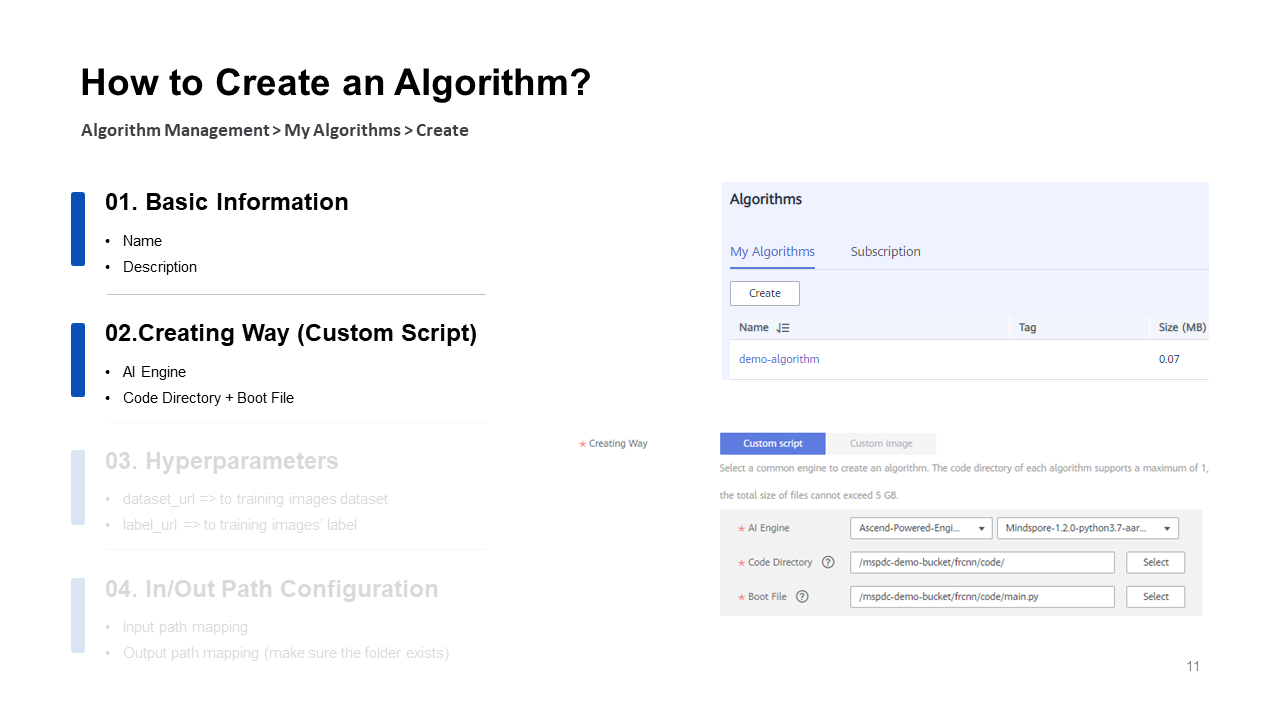 How to Create an Algorithm?
Algorithm Management > My Algorithms > Create
01. Basic Information
• Name
• Description
02.Creating Way (Custom Script)
• AI Engine
• Code Directory + Boot File
03. Hyperparameters
• dataset_url => to training images dataset
• label_url => to training images' label
04. In/Out Path Configuration
• Input path mapping
• Output path mapping (make sure the folder exists)
Algorithms
My Algorithms Subscription
Create
Name Tag Size (MB)
demo-algorithm 0.07
* Creating Way Custom script Custom image
Select a common engine to create an algorithm. The code directory of each algorithm supports a maximum of 1,
the total size of files cannot exceed 5 GB.
* AI Engine Ascend-Powered-Engi... Mindspore-1.2.0-python3.7-aar...
* Code Directory ? /mspdc-demo-bucket/frcnn/code/ Select
* Boot File ? /mspdc-demo-bucket/frcnn/code/main.py Select
11